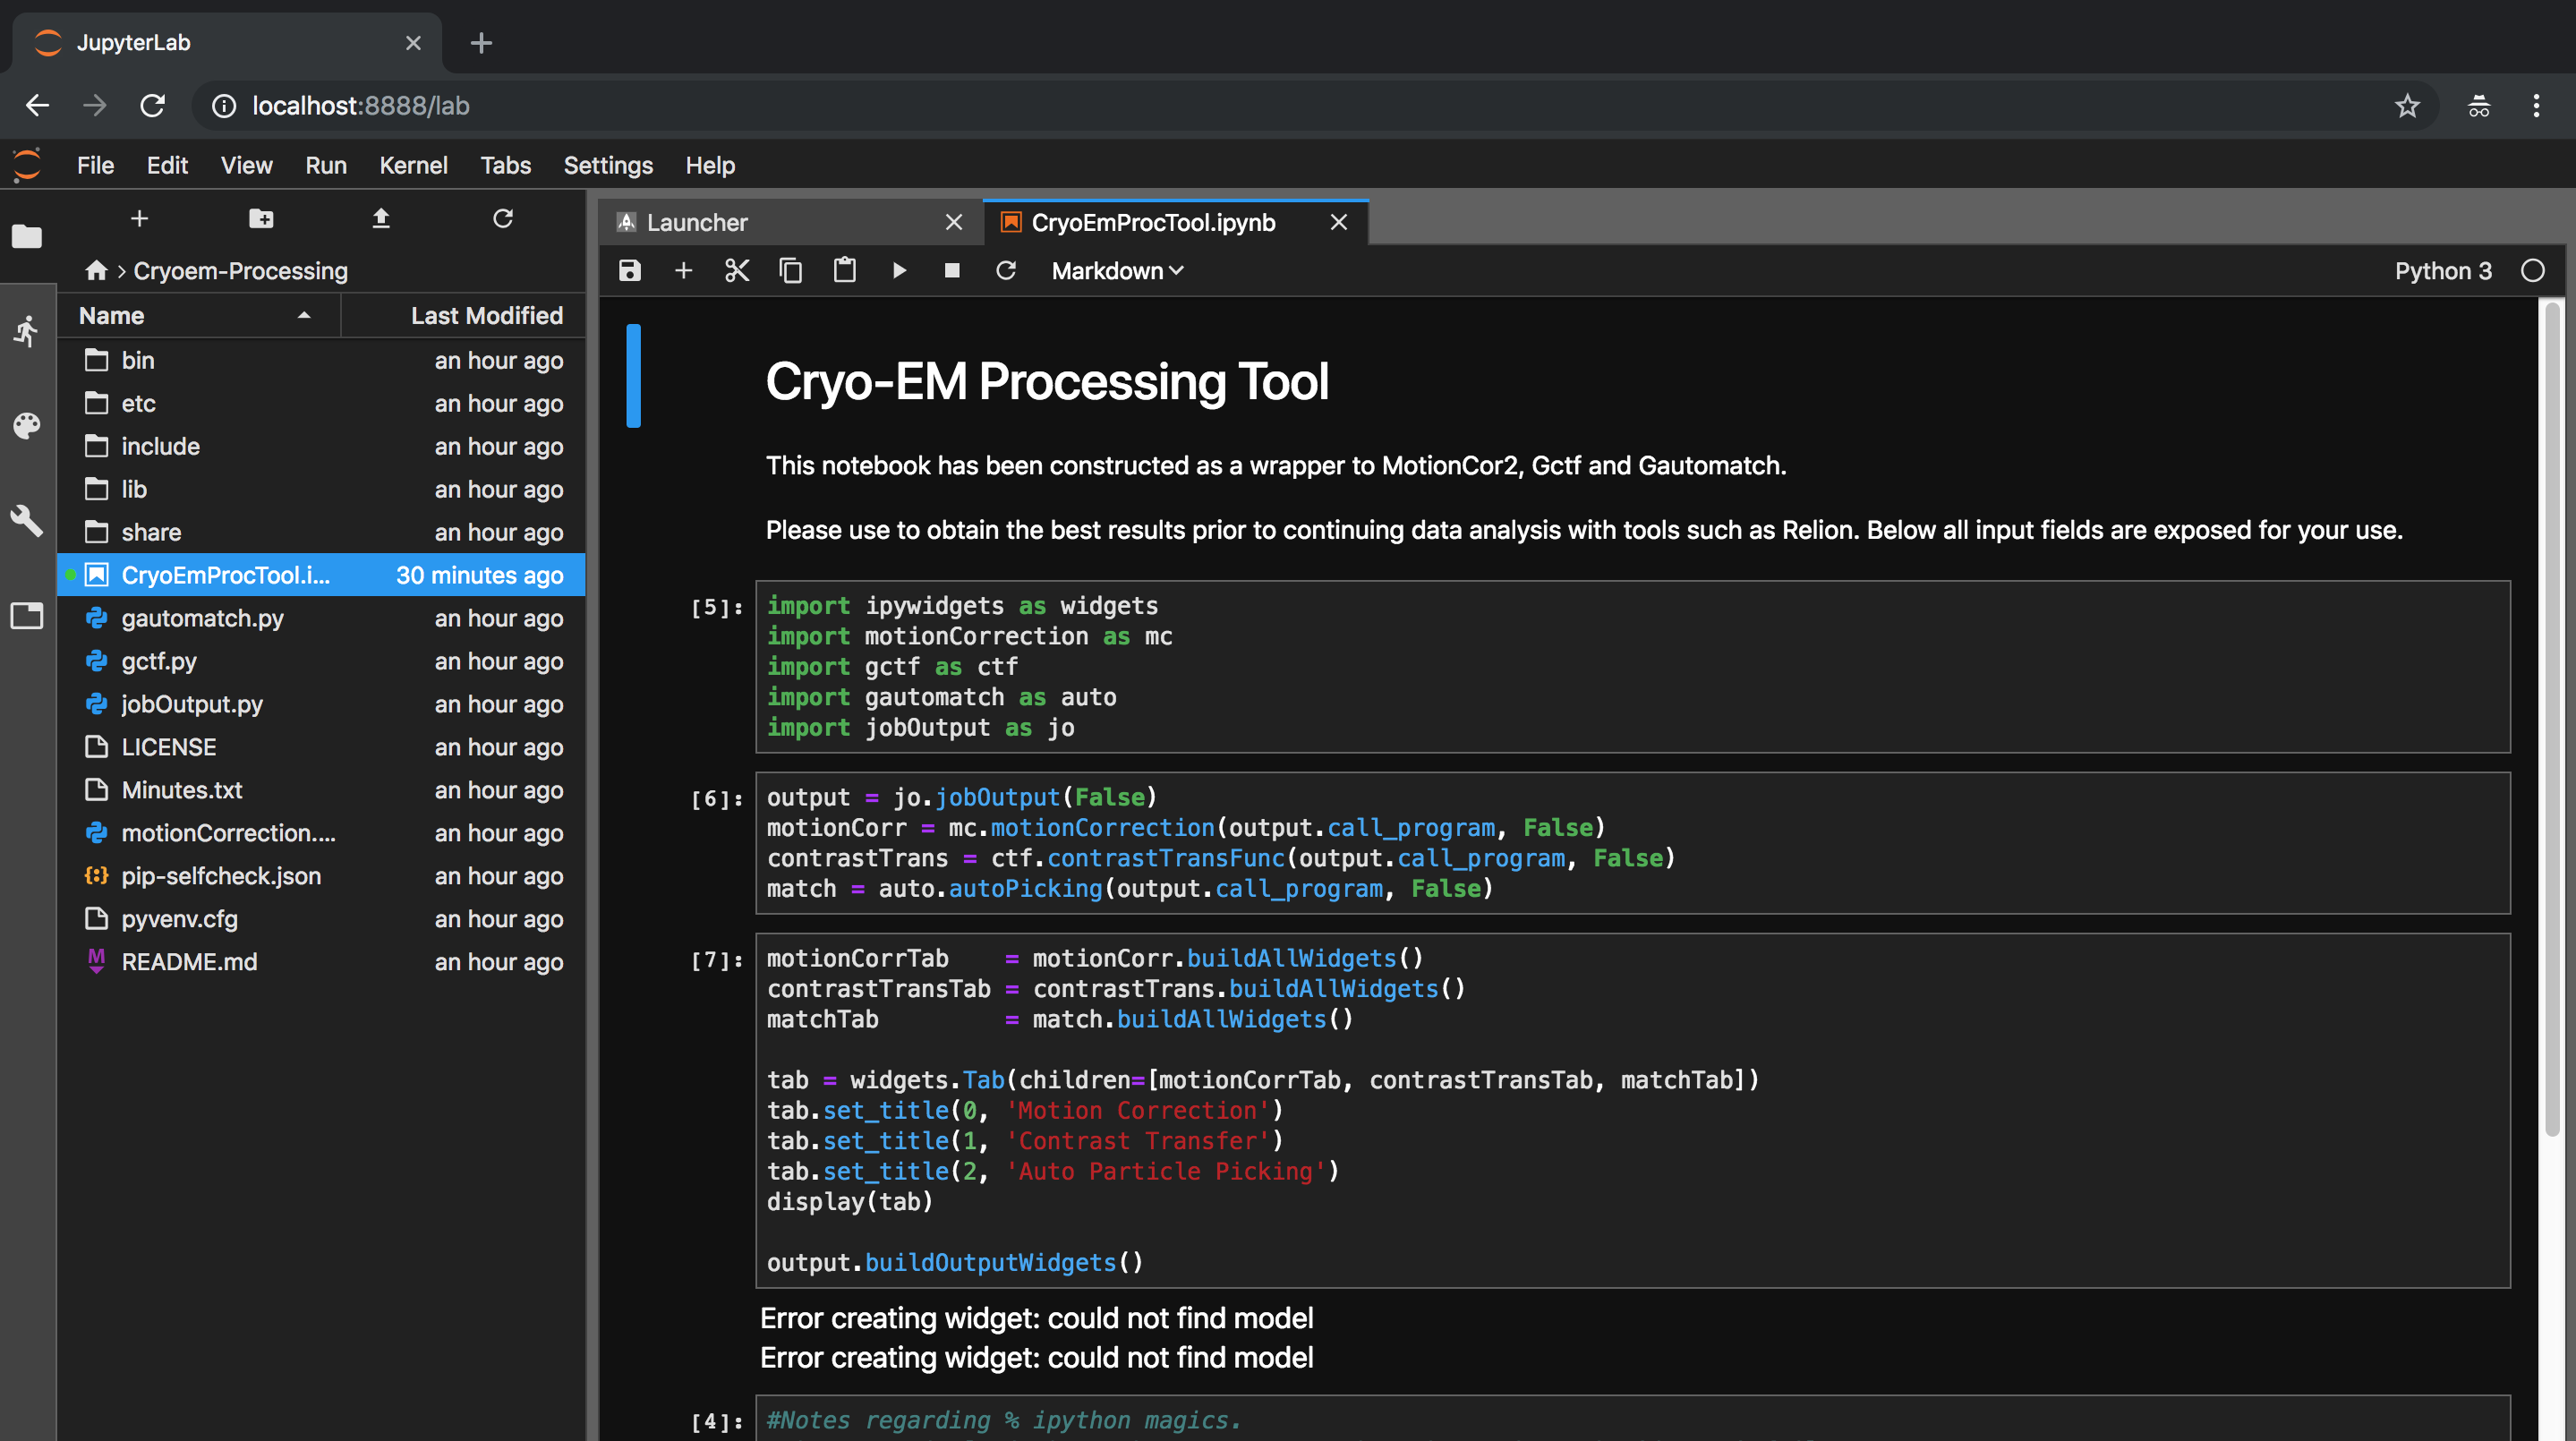 JupyterLab
localhost:8888/lab
File Edit View Run Kernel Tabs Settings Help
Cryoem-Processing
Name Last Modified
bin an hour ago
etc an hour ago
include an hour ago
lib an hour ago
share an hour ago
CryoEmProcTool.i... 30 minutes ago
gautomatch.py an hour ago
gctf.py an hour ago
jobOutput.py an hour ago
LICENSE an hour ago
Minutes.txt an hour ago
motionCorrection.... an hour ago
pip-selfcheck.json an hour ago
pyvenv.cfg an hour ago
README.md an hour ago
Launcher CryoEmProcTool.ipynb
Markdown Python 3
Cryo-EM Processing Tool
This notebook has been constructed as a wrapper to MotionCor2, Gctf and Gautomatch.
Please use to obtain the best results prior to continuing data analysis with tools such as Relion. Below all input fields are exposed for your use.
[5]: import ipywidgets as widgets
import motionCorrection as mc
import gctf as ctf
import gautomatch as auto
import jobOutput as jo
[6]: output = jo.jobOutput(False)
motionCorr = mc.motionCorrection(output.call_program, False)
contrastTrans = ctf.contrastTransFunc(output.call_program, False)
match = auto.autoPicking(output.call_program, False)
[7]: motionCorrTab    = motionCorr.buildAllWidgets()
contrastTransTab = contrastTrans.buildAllWidgets()
matchTab         = match.buildAllWidgets()
tab = widgets.Tab(children=[motionCorrTab, contrastTransTab, matchTab])
tab.set_title(0, 'Motion Correction')
tab.set_title(1, 'Contrast Transfer')
tab.set_title(2, 'Auto Particle Picking')
display(tab)
output.buildOutputWidgets()
Error creating widget: could not find model
Error creating widget: could not find model
[4]: #Notes regarding % ipython magics.